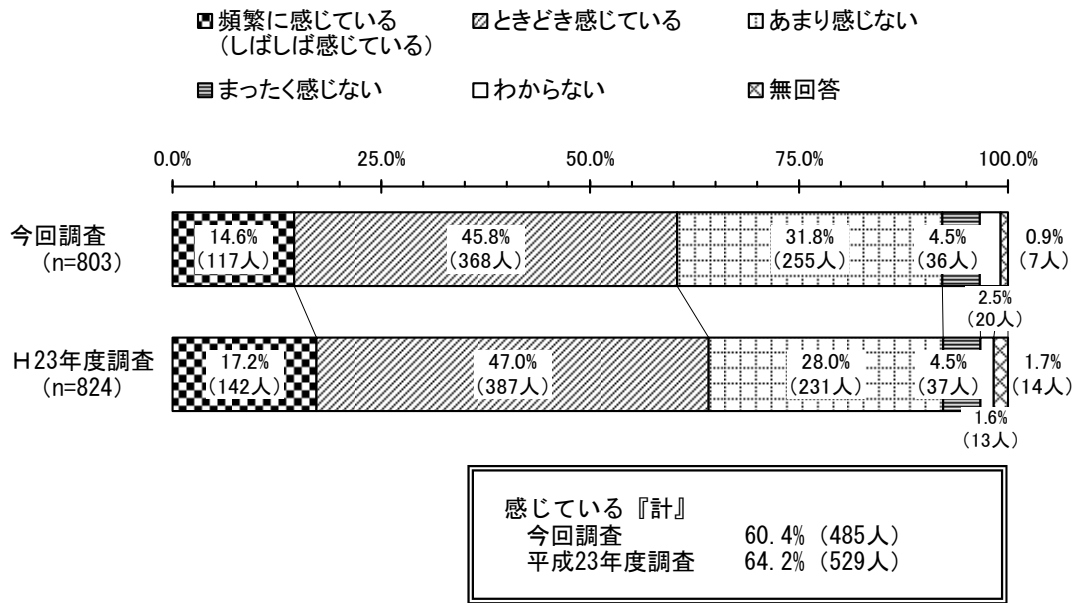 頻繁に感じている
(しばしば感じている)
ときどき感じている
あまり感じない
まったく感じない
わからない
無回答
0.0% 25.0% 50.0% 75.0% 100.0%
今回調査
(n=803)
14.6%
(117人)
45.8%
(368人)
31.8%
(255人)
4.5%
(36人)
0.9%
(7人)
2.5%
(20人)
H23年度調査
(n=824)
17.2%
(142人)
47.0%
(387人)
28.0%
(231人)
4.5%
(37人)
1.7%
(14人)
1.6%
(13人)
感じている『計』
今回調査 60.4% (485人)
平成23年度調査 64.2% (529人)